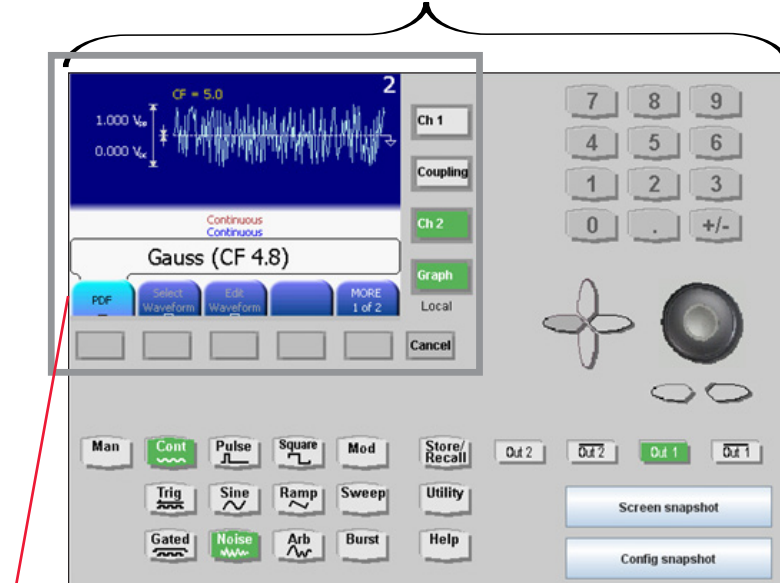 2
CF = 5.0
1.000 Vpp
0.000 VDC
Continuous
Continuous
Gauss (CF 4.8)
PDF
Select Waveform
Edit Waveform
MORE 1 of 2
Ch 1
Coupling
Ch 2
Graph
Local
Cancel
7 8 9
4 5 6
1 2 3
0 . +/-
Man Cont Pulse Square Mod Store/Recall Out 2 Out 2 Out 1 Out 1
Trig Sine Ramp Sweep Utility
Screen snapshot
Gated Noise Arb Burst Help
Config snapshot